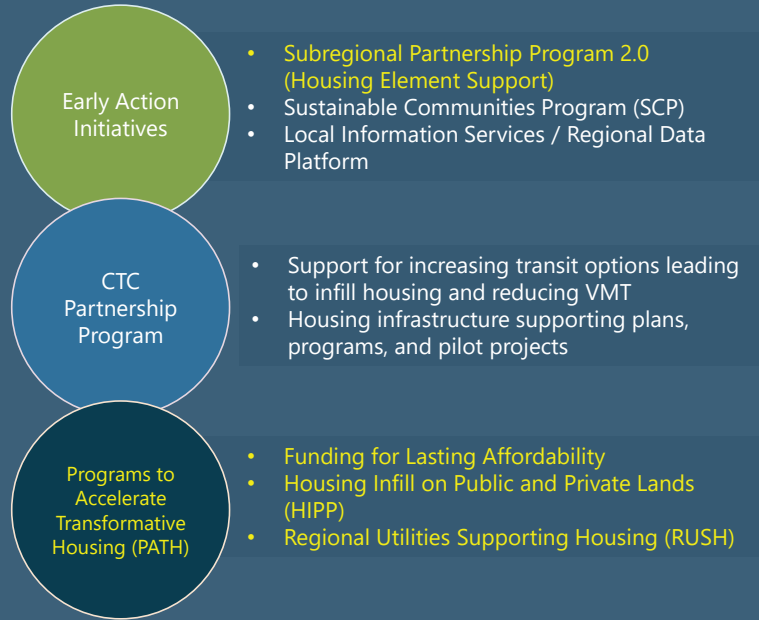 Early Action
Initiatives
• Subregional Partnership Program 2.0
(Housing Element Support)
• Sustainable Communities Program (SCP)
• Local Information Services / Regional Data
Platform
CTC
Partnership
Program
• Support for increasing transit options leading
to infill housing and reducing VMT
• Housing infrastructure supporting plans,
programs, and pilot projects
Programs to
Accelerate
Transformative
Housing (PATH)
• Funding for Lasting Affordability
• Housing Infill on Public and Private Lands
(HIPP)
• Regional Utilities Supporting Housing (RUSH)